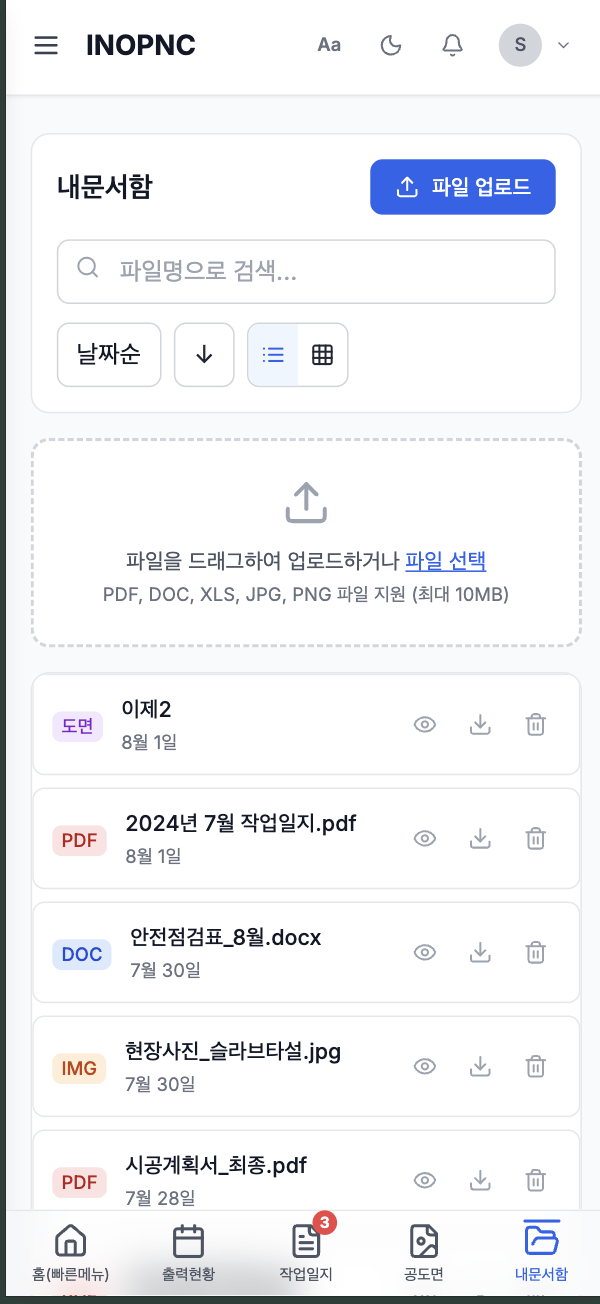 INOPNC
Aa
S
내문서함
파일 업로드
파일명으로 검색...
날짜순
파일을 드래그하여 업로드하거나 파일 선택
PDF, DOC, XLS, JPG, PNG 파일 지원 (최대 10MB)
도면
이제2
8월 1일
PDF
2024년 7월 작업일지.pdf
8월 1일
DOC
안전점검표_8월.docx
7월 30일
IMG
현장사진_슬라브타설.jpg
7월 30일
PDF
시공계획서_최종.pdf
7월 28일
3
홈(빠른메뉴)
출력현황
작업일지
공도면
내문서함